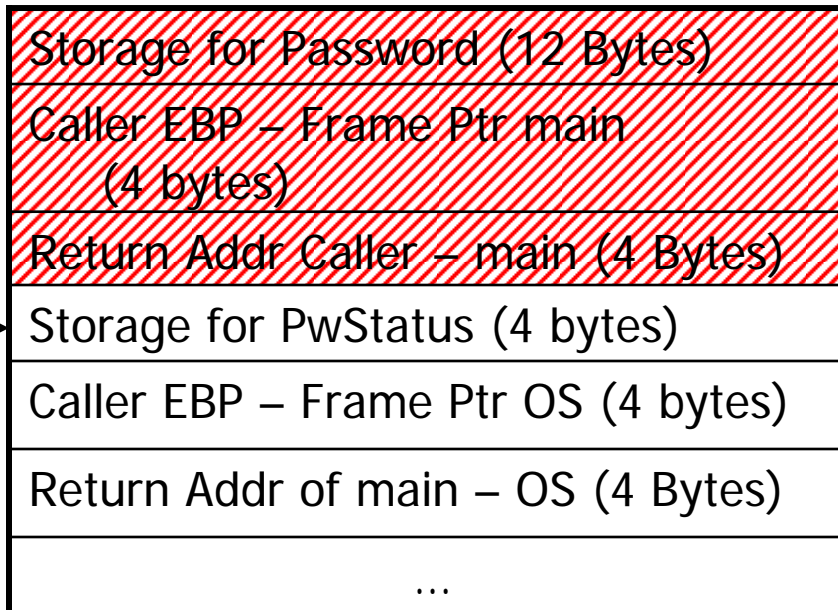 Storage for Password (12 Bytes)
Caller EBP – Frame Ptr main
(4 bytes)
Return Addr Caller – main (4 Bytes)
Storage for PwStatus (4 bytes)
Caller EBP – Frame Ptr OS (4 bytes)
Return Addr of main – OS (4 Bytes)
…